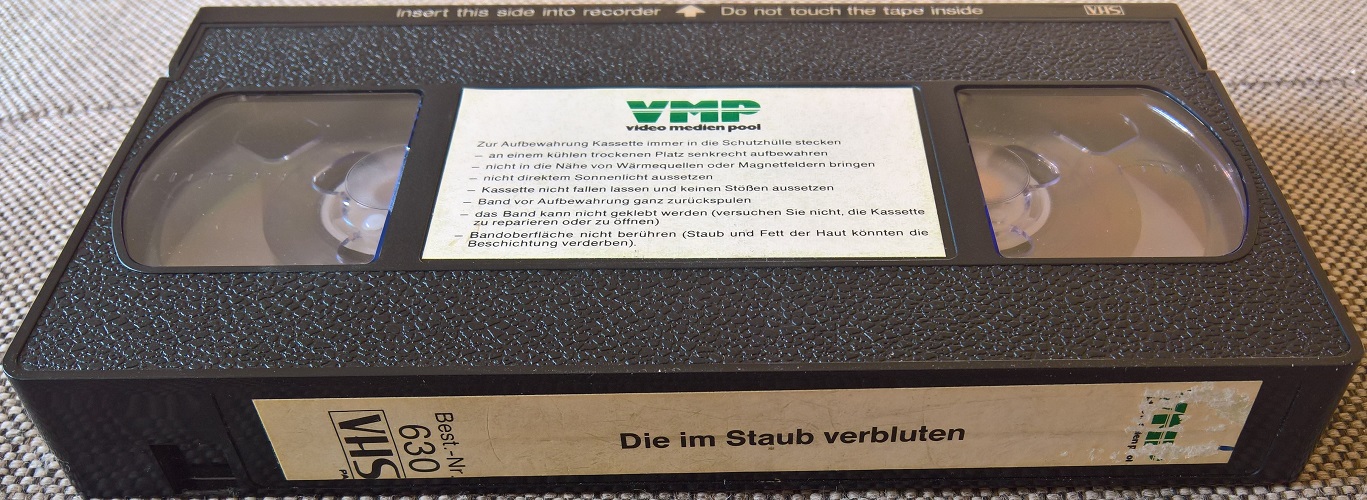 Insert this side into recorder Do not touch the tape inside VHS
VMP
video medien pool
Zur Aufbewahrung Kassette immer in die Schutzhülle stecken
– an einem kühlen trockenen Platz senkrecht aufbewahren
– nicht in die Nähe von Wärmequellen oder Magnetfeldern bringen
– nicht direktem Sonnenlicht aussetzen
– Kassette nicht fallen lassen und keinen Stößen aussetzen
– Band vor Aufbewahrung ganz zurückspulen
– das Band kann nicht geklebt werden (versuchen Sie nicht, die Kassette
zu reparieren oder zu öffnen)
– Bandoberfläche nicht berühren (Staub und Fett der Haut könnten die
Beschichtung verderben).
Best.-Nr.
630
VHS
Die im Staub verbluten